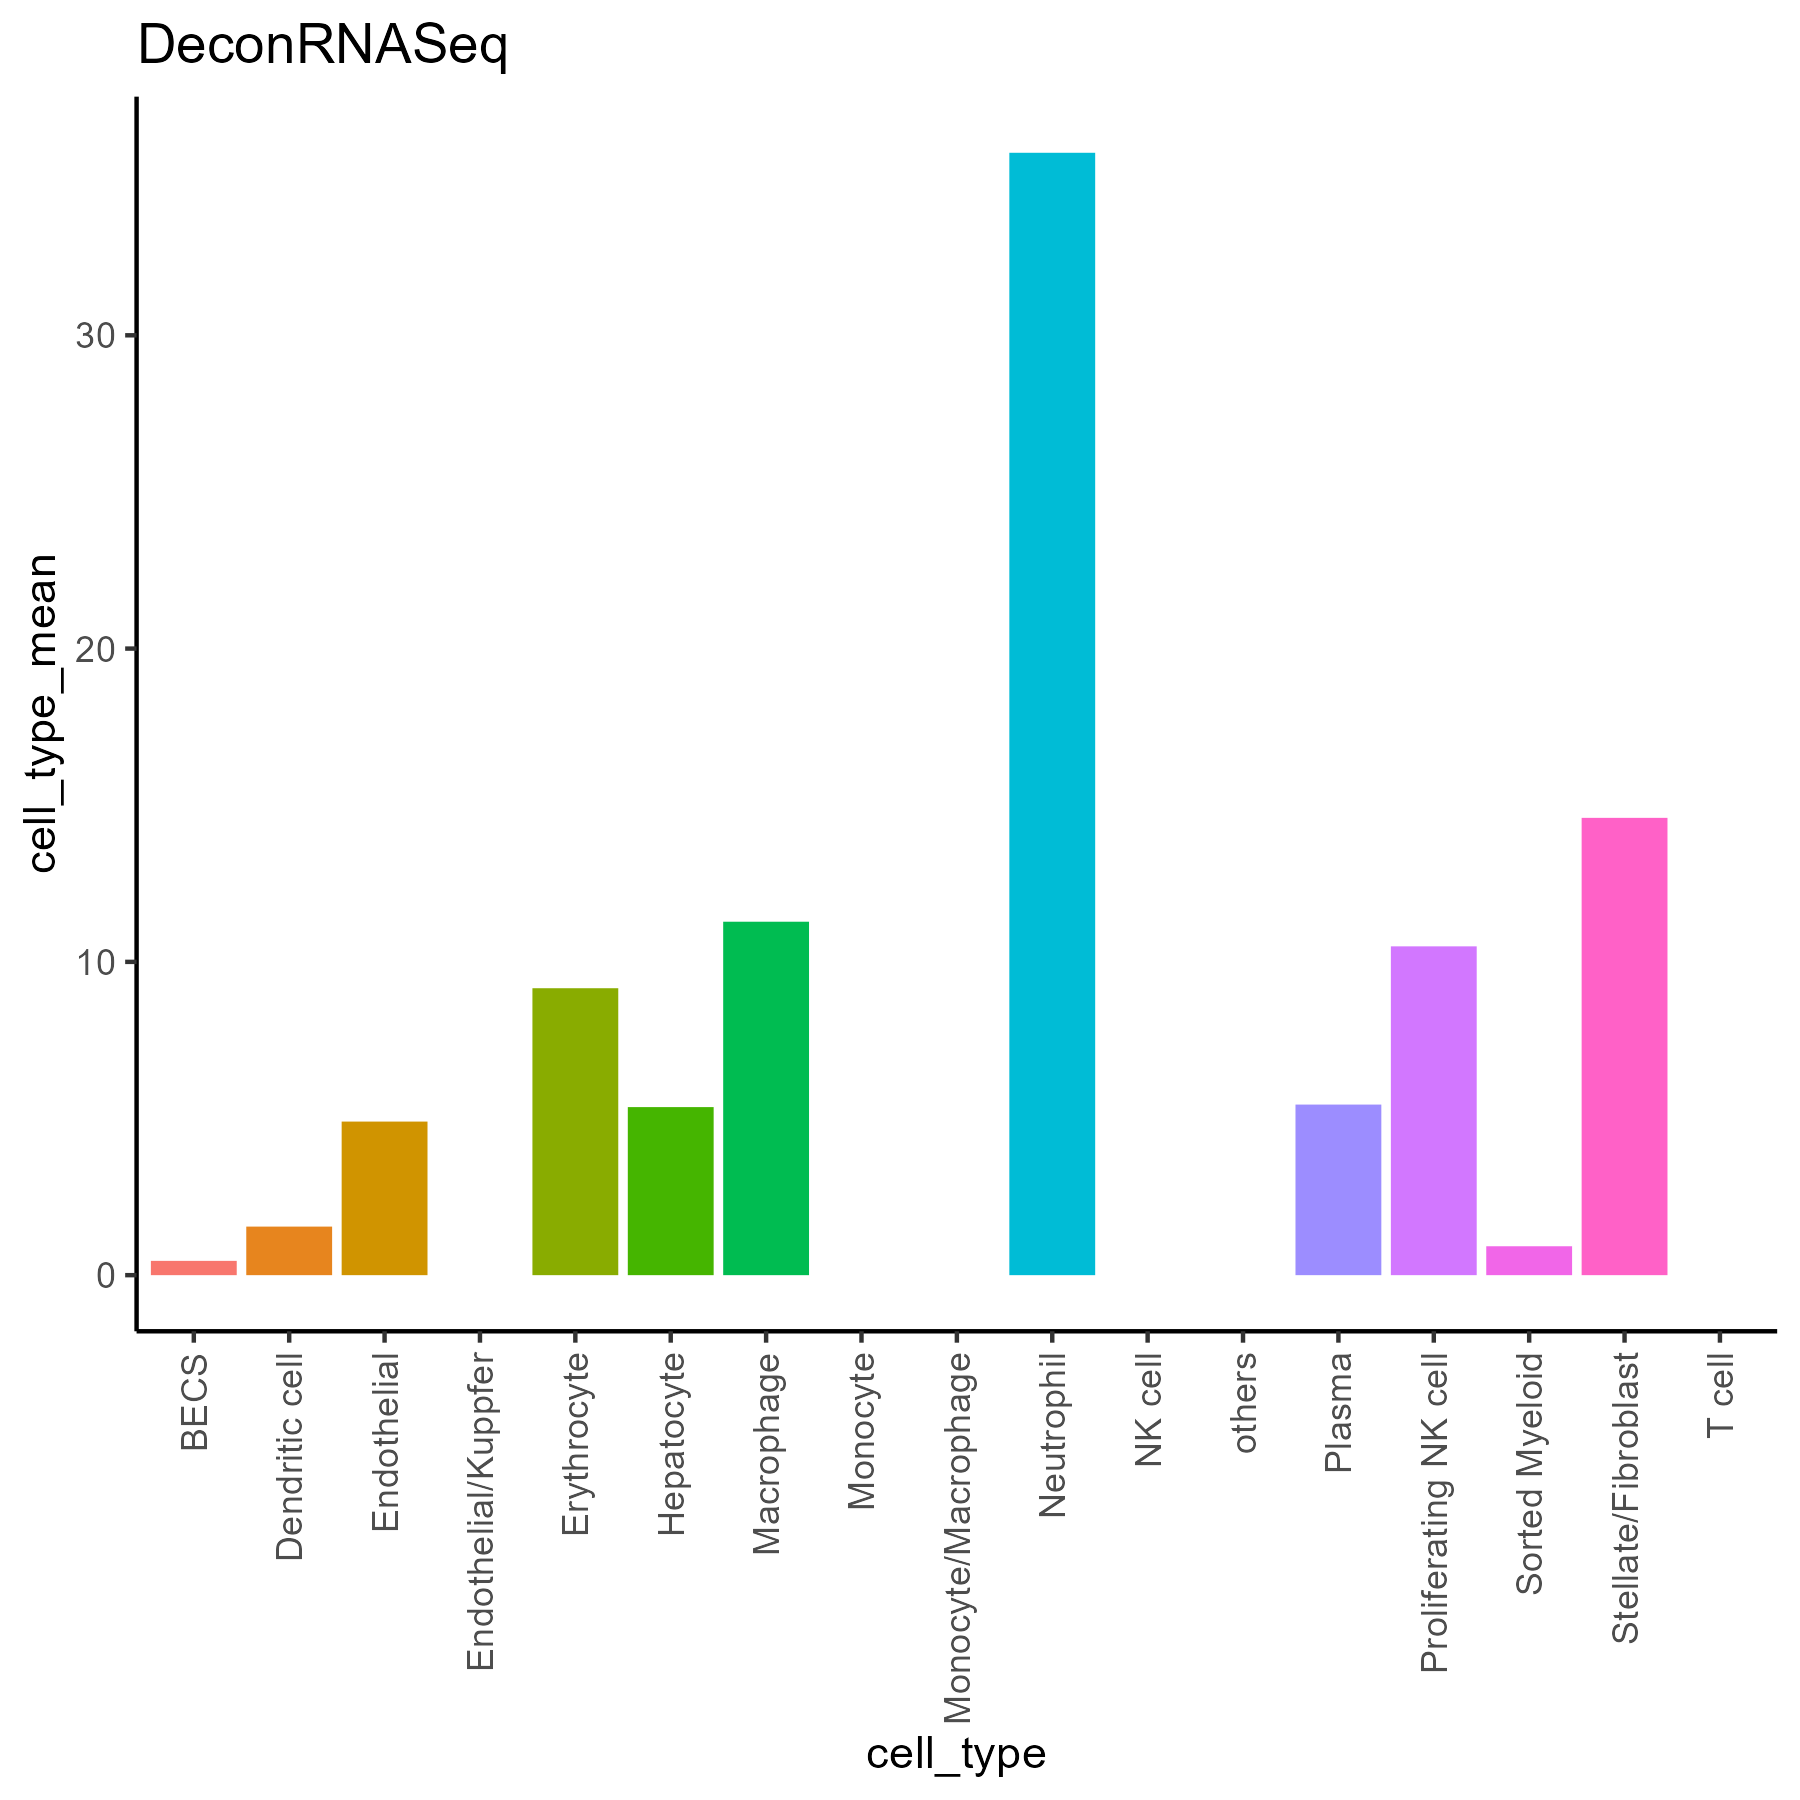 DeconRNASeq
cell_type_mean
30
20
10
0
BECS
Dendritic cell
Endothelial
Endothelial/Kuppfer
Erythrocyte
Hepatocyte
Macrophage
Monocyte
Monocyte/Macrophage
Neutrophil
NK cell
others
Plasma
Proliferating NK cell
Sorted Myeloid
Stellate/Fibroblast
T cell
cell_type